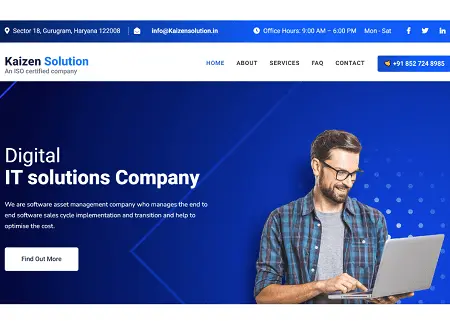 Sector 18, Gurugram, Haryana 122008 info@Kaizensolution.in Office Hours: 9:00 AM – 6:00 PM Mon - Sat
Kaizen Solution
An ISO certified company
HOME ABOUT SERVICES FAQ CONTACT +91 852 724 8985
Digital
IT solutions Company
We are software asset management company who manages the end to
end software sales cycle implementation and transition and help to
optimise the cost.
Find Out More